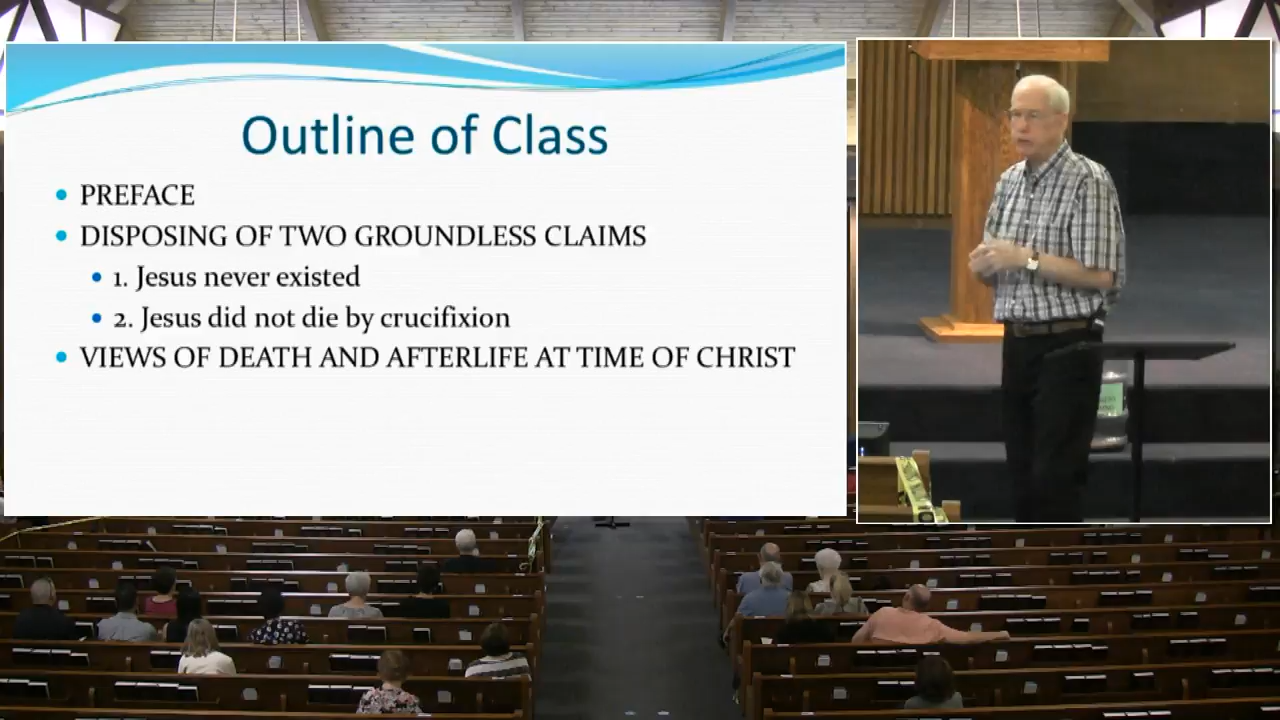 Outline of Class
• PREFACE
• DISPOSING OF TWO GROUNDLESS CLAIMS
• 1. Jesus never existed
• 2. Jesus did not die by crucifixion
• VIEWS OF DEATH AND AFTERLIFE AT TIME OF CHRIST